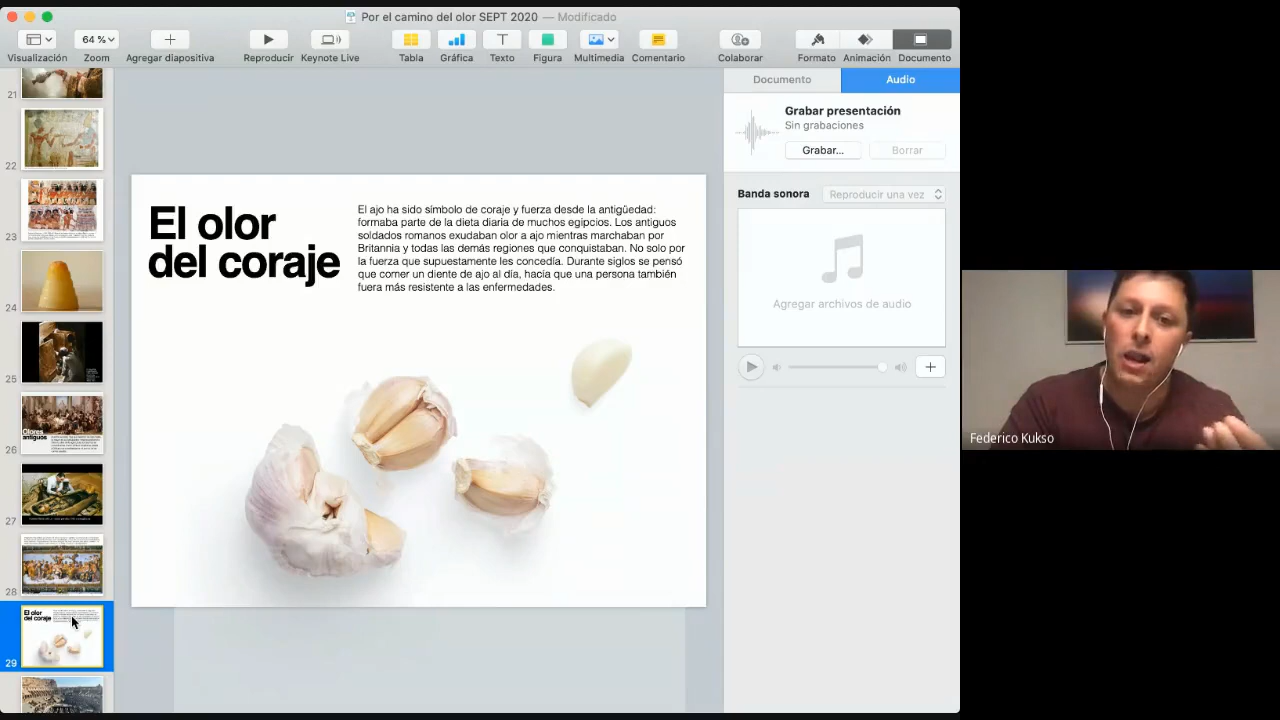 Por el camino del olor SEPT 2020 — Modificado
64 %
Visualización Zoom Agregar diapositiva Reproducir Keynote Live Tabla Gráfica Texto Figura Multimedia Comentario Colaborar Formato Animación Documento
Documento Audio
Grabar presentación
Sin grabaciones
Grabar... Borrar
Banda sonora Reproducir una vez
Agregar archivos de audio
21
22
23
24
25
26
Olores
antiguos
27
28
29
El olor
del coraje
El olor
del coraje
El ajo ha sido símbolo de coraje y fuerza desde la antigüedad:
formaba parte de la dieta diaria de muchos egipcios. Los antiguos
soldados romanos exudaban olor a ajo mientras marchaban por
Britannia y todas las demás regiones que conquistaban. No solo por
la fuerza que supuestamente les concedía. Durante siglos se pensó
que comer un diente de ajo al día, hacía que una persona también
fuera más resistente a las enfermedades.
Federico Kukso